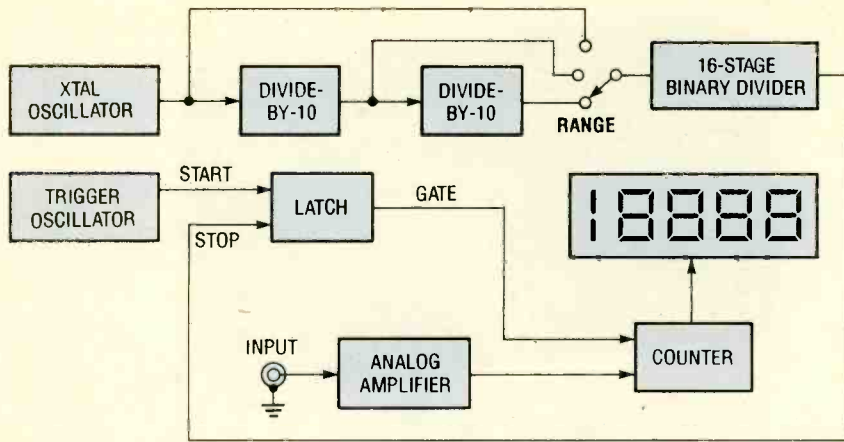 XTAL
OSCILLATOR
DIVIDE-
BY-10
DIVIDE-
BY-10
RANGE
16-STAGE
BINARY DIVIDER
TRIGGER
OSCILLATOR
START
STOP
LATCH
GATE
18888
INPUT
ANALOG
AMPLIFIER
COUNTER